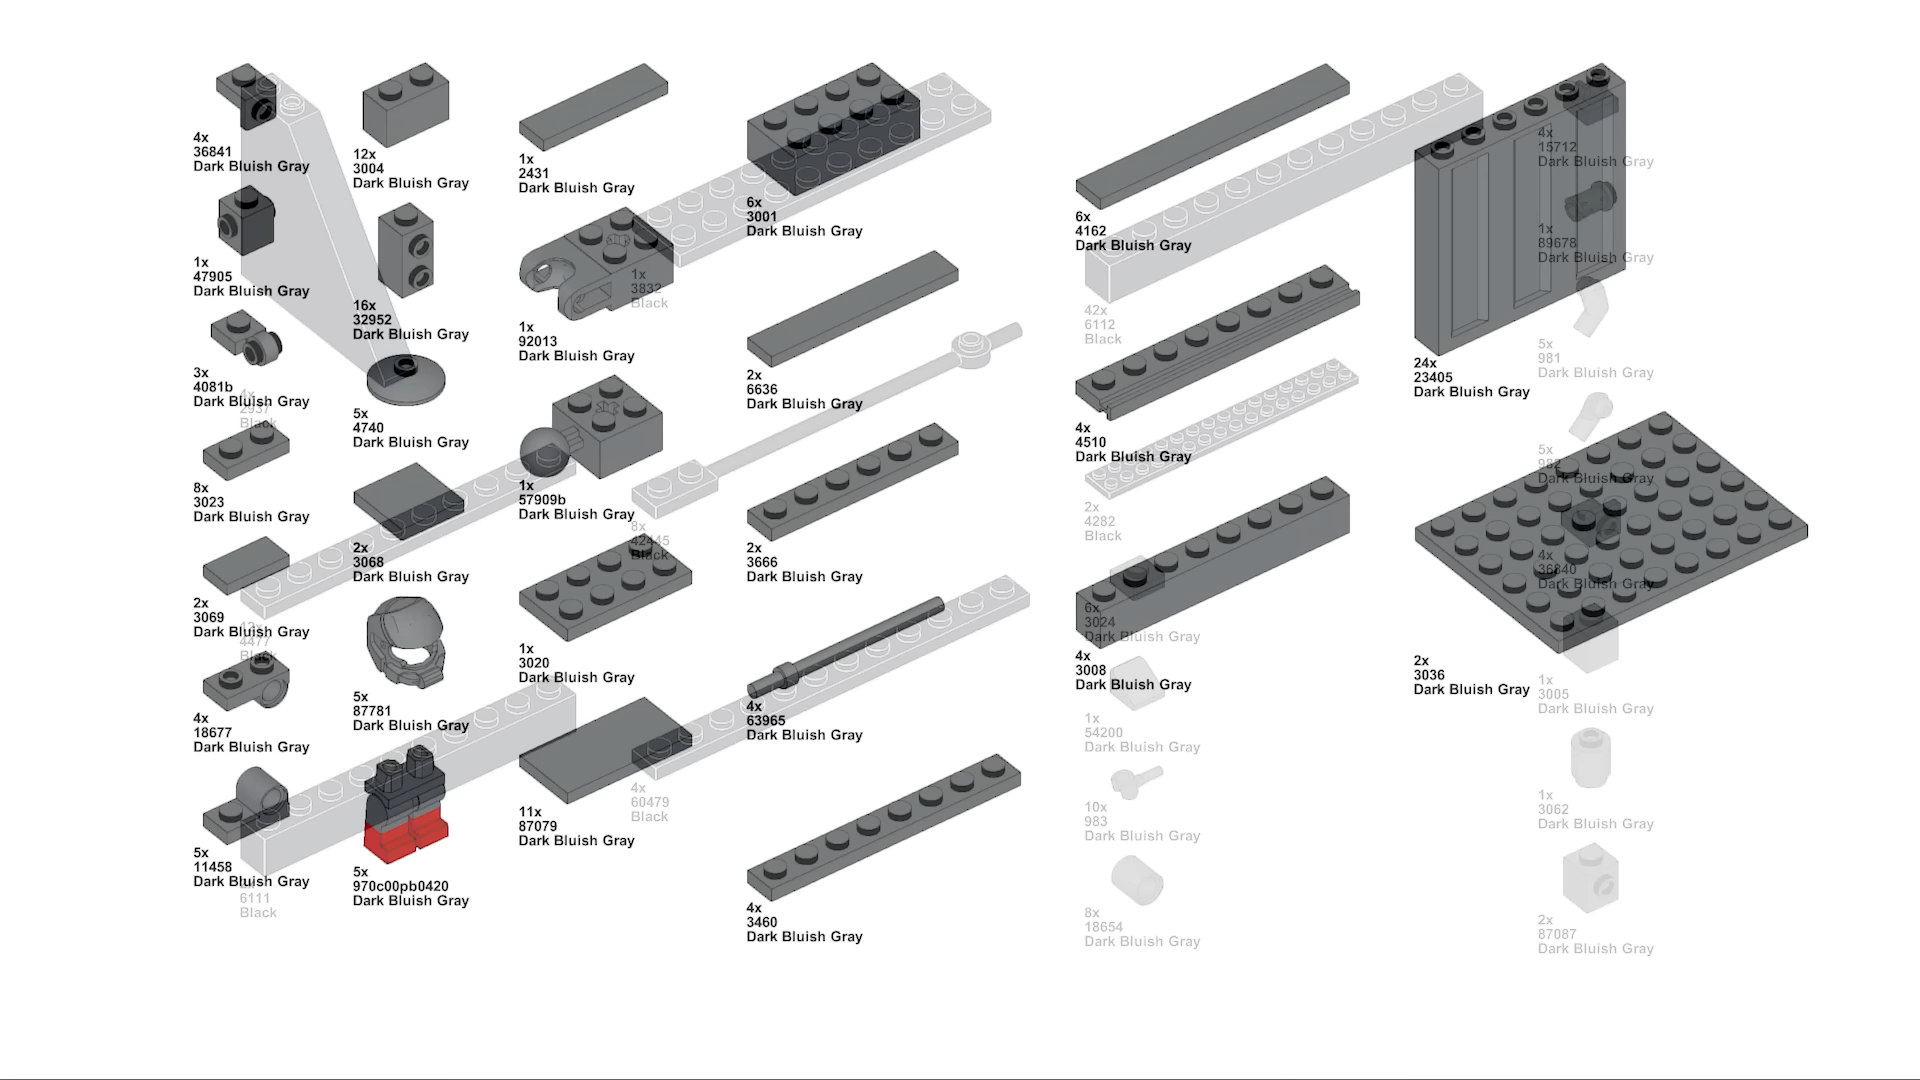 4x
36841
Dark Bluish Gray
1x
47905
Dark Bluish Gray
3x
4081b
Dark Bluish Gray
4x
2937
Black
8x
3023
Dark Bluish Gray
2x
3069
Dark Bluish Gray
12x
4477
Black
4x
18677
Dark Bluish Gray
5x
11458
Dark Bluish Gray
6111
Black
12x
3004
Dark Bluish Gray
16x
32952
Dark Bluish Gray
5x
4740
Dark Bluish Gray
2x
3068
Dark Bluish Gray
5x
87781
Dark Bluish Gray
5x
970c00pb0420
Dark Bluish Gray
1x
2431
Dark Bluish Gray
1x
3832
Black
1x
92013
Dark Bluish Gray
1x
57909b
Dark Bluish Gray
8x
42445
Black
1x
3020
Dark Bluish Gray
4x
60479
Black
11x
87079
Dark Bluish Gray
6x
3001
Dark Bluish Gray
2x
6636
Dark Bluish Gray
2x
3666
Dark Bluish Gray
4x
63965
Dark Bluish Gray
4x
3460
Dark Bluish Gray
6x
4162
Dark Bluish Gray
42x
6112
Black
4x
4510
Dark Bluish Gray
2x
4282
Black
6x
3024
Dark Bluish Gray
4x
3008
Dark Bluish Gray
1x
54200
Dark Bluish Gray
10x
983
Dark Bluish Gray
8x
18654
Dark Bluish Gray
24x
23405
Dark Bluish Gray
2x
3036
Dark Bluish Gray
4x
15712
Dark Bluish Gray
1x
89678
Dark Bluish Gray
5x
981
Dark Bluish Gray
5x
982
Dark Bluish Gray
4x
36840
Dark Bluish Gray
1x
3005
Dark Bluish Gray
1x
3062
Dark Bluish Gray
2x
87087
Dark Bluish Gray